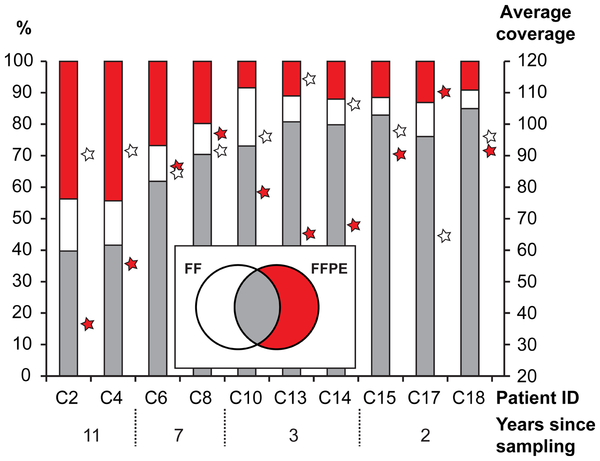 %
Average
coverage
100 120
90 110
80 100
70 90
60 80
50 70
40 60
30 50
20 40
10 30
0 20
FF FFPE
C2 C4 C6 C8 C10 C13 C14 C15 C17 C18 Patient ID
11 7 3 2 Years since
sampling